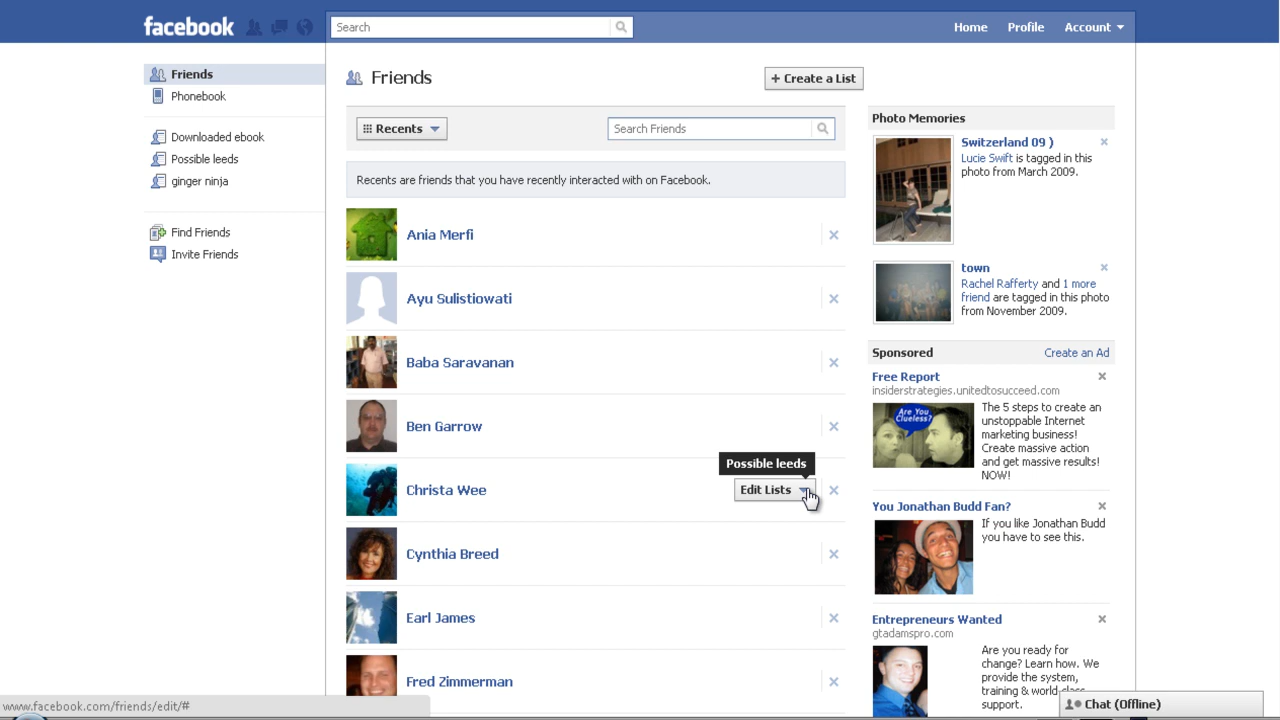 facebook
Search
Home Profile Account
Friends
Phonebook
Downloaded ebook
Possible leeds
ginger ninja
Find Friends
Invite Friends
Friends
+ Create a List
Recents
Search Friends
Recents are friends that you have recently interacted with on Facebook.
Ania Merfi
Ayu Sulistiowati
Baba Saravanan
Ben Garrow
Possible leeds
Christa Wee
Edit Lists
Cynthia Breed
Earl James
Fred Zimmerman
Photo Memories
Switzerland 09 )
Lucie Swift is tagged in this
photo from March 2009.
town
Rachel Rafferty and 1 more
friend are tagged in this photo
from November 2009.
Sponsored
Create an Ad
Free Report
insiderstrategies.unitedtosucceed.com
Are You
Clueless?
The 5 steps to create an
unstoppable Internet
marketing business!
Create massive action
and get massive results!
NOW!
You Jonathan Budd Fan?
If you like Jonathan Budd
you have to see this.
Entrepreneurs Wanted
gtadamspro.com
Are you ready for
change? Learn how. We
provide the system,
training & world class
support.
Chat (Offline)
www.facebook.com/friends/edit/#